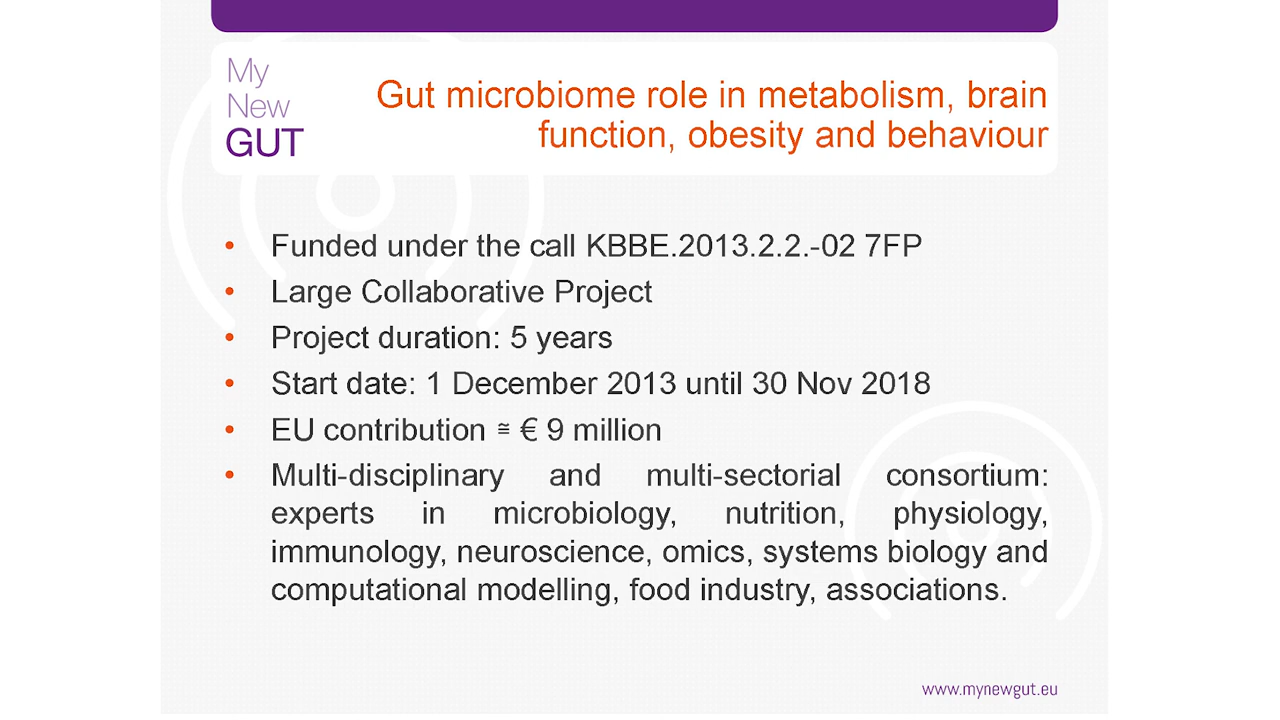 My
New
GUT
Gut microbiome role in metabolism, brain
function, obesity and behaviour
• Funded under the call KBBE.2013.2.2.-02 7FP
• Large Collaborative Project
• Project duration: 5 years
• Start date: 1 December 2013 until 30 Nov 2018
• EU contribution ≅ € 9 million
• Multi-disciplinary and multi-sectorial consortium:
experts in microbiology, nutrition, physiology,
immunology, neuroscience, omics, systems biology and
computational modelling, food industry, associations.
www.mynewgut.eu